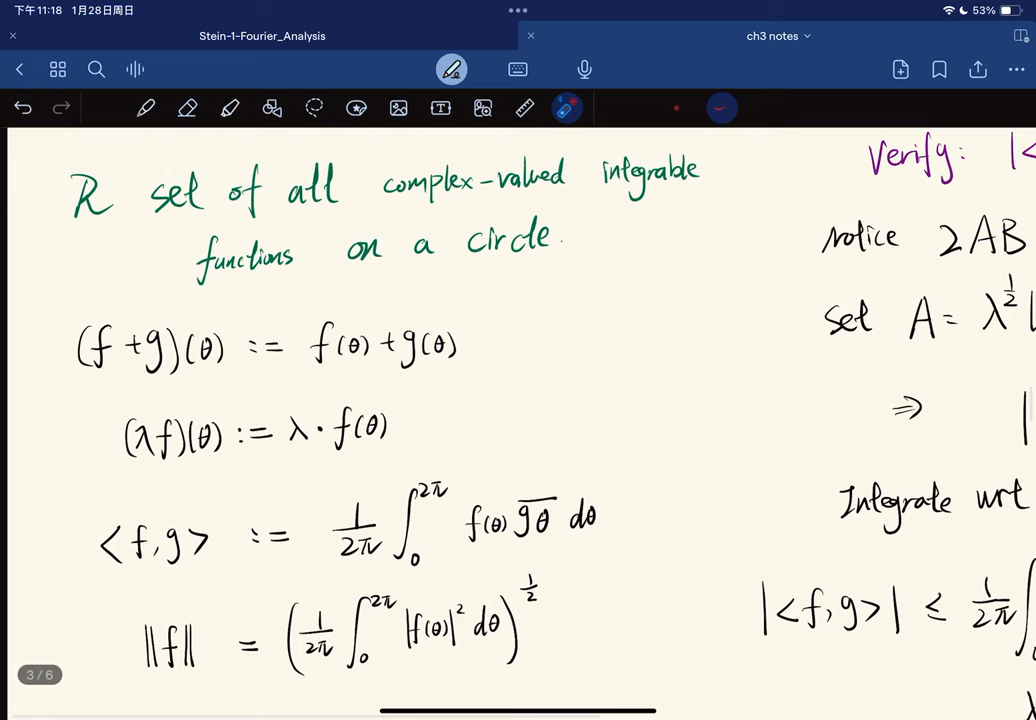 下午11:18 1月28日周日
53%
Stein-1-Fourier_Analysis
ch3 notes
R set of all complex-valued integrable
functions on a circle.
(f+g)(θ) := f(θ)+g(θ)
(λf)(θ) := λ·f(θ)
<f,g> := 1/2π ∫₀^2π f(θ) \overline{gθ} dθ
||f|| = (1/2π ∫₀^2π |f(θ)|² dθ)^1/2
Verify: |<
notice 2AB
set A = λ^1/2 |
⇒ |
Integrate wrt
|<f,g>| ≤ 1/2π ∫
λ
3 / 6